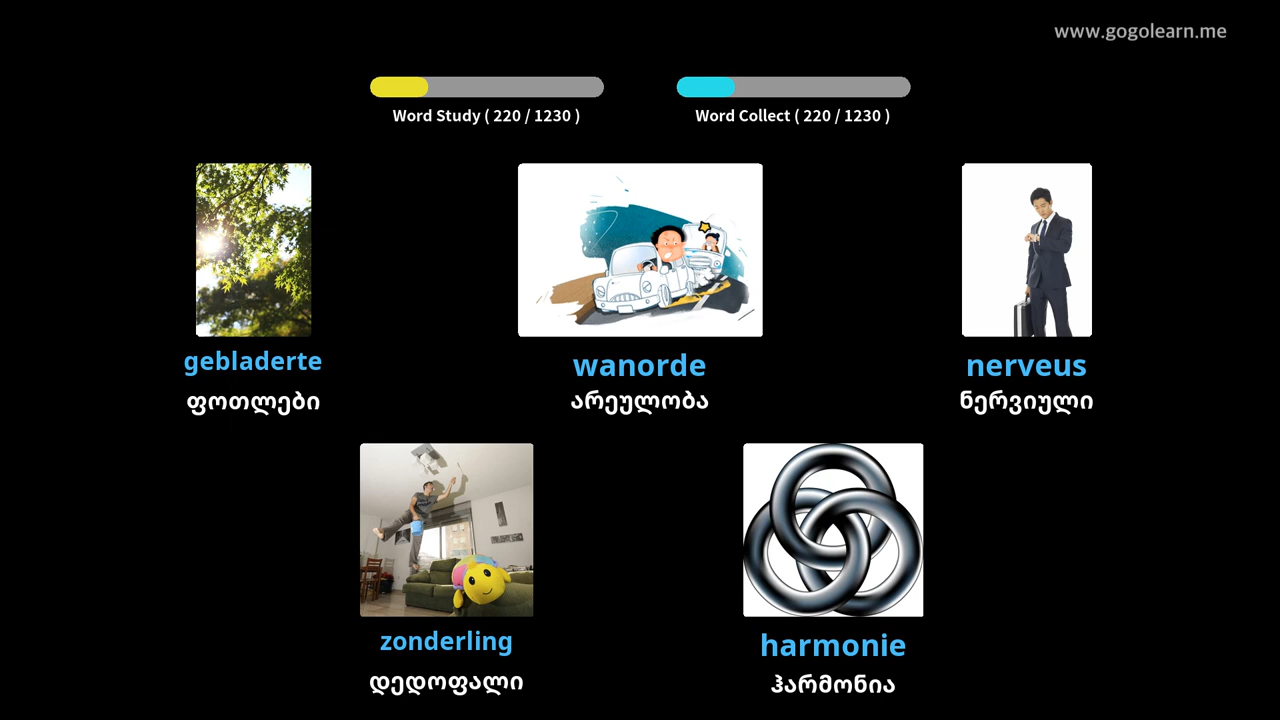 www.gogolearn.me
Word Study ( 220 / 1230 )
Word Collect ( 220 / 1230 )
gebladerte
ფოთლები
wanorde
არეულობა
nerveus
ნერვიული
zonderling
დედოფალი
harmonie
ჰარმონია